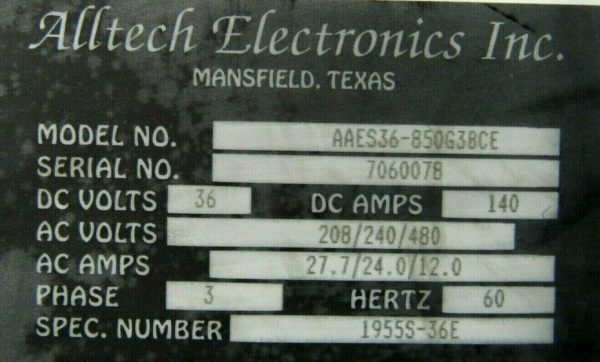 Alltech Electronics Inc.
MANSFIELD, TEXAS
MODEL NO. AAES36-850G3BCE
SERIAL NO. 7060078
DC VOLTS 36 DC AMPS 140
AC VOLTS 208/240/480
AC AMPS 27.7/24.0/12.0
PHASE 3 HERTZ 60
SPEC. NUMBER 1955S-36E